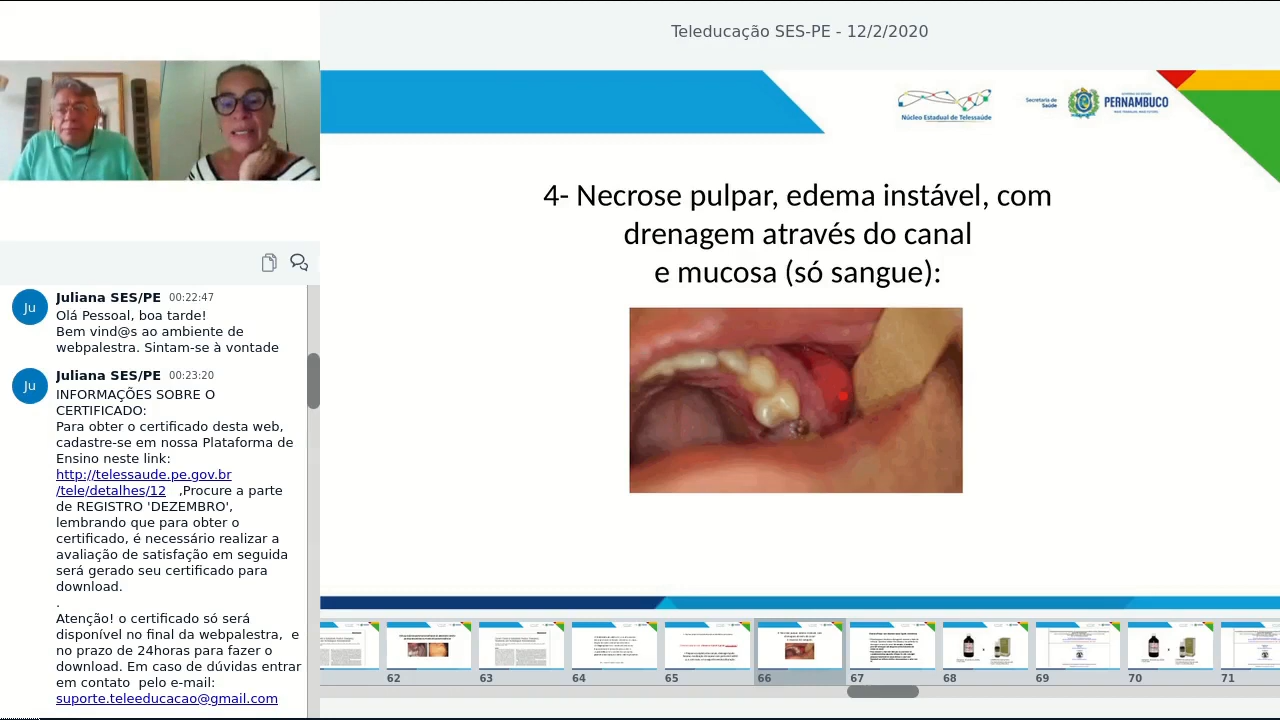 Teleducação SES-PE - 12/2/2020
Núcleo Estadual de Telessaúde
Secretaria de
Saúde
PERNAMBUCO
4- Necrose pulpar, edema instável, com
drenagem através do canal
e mucosa (só sangue):
Ju
Juliana SES/PE 00:22:47
Olá Pessoal, boa tarde!
Bem vind@s ao ambiente de
webpalestra. Sintam-se à vontade
Ju
Juliana SES/PE 00:23:20
INFORMAÇÕES SOBRE O
CERTIFICADO:
Para obter o certificado desta web,
cadastre-se em nossa Plataforma de
Ensino neste link:
http://telessaude.pe.gov.br
/tele/detalhes/12 ,Procure a parte
de REGISTRO 'DEZEMBRO',
lembrando que para obter o
certificado, é necessário realizar a
avaliação de satisfação em seguida
será gerado seu certificado para
download.
.
Atenção! o certificado só será
disponível no final da webpalestra, e
no prazo de 24horas para fazer o
download. Em caso de dúvidas entrar
em contato pelo e-mail:
suporte.teleeducacao@gmail.com
62
63
64
65
66
67
68
69
70
71